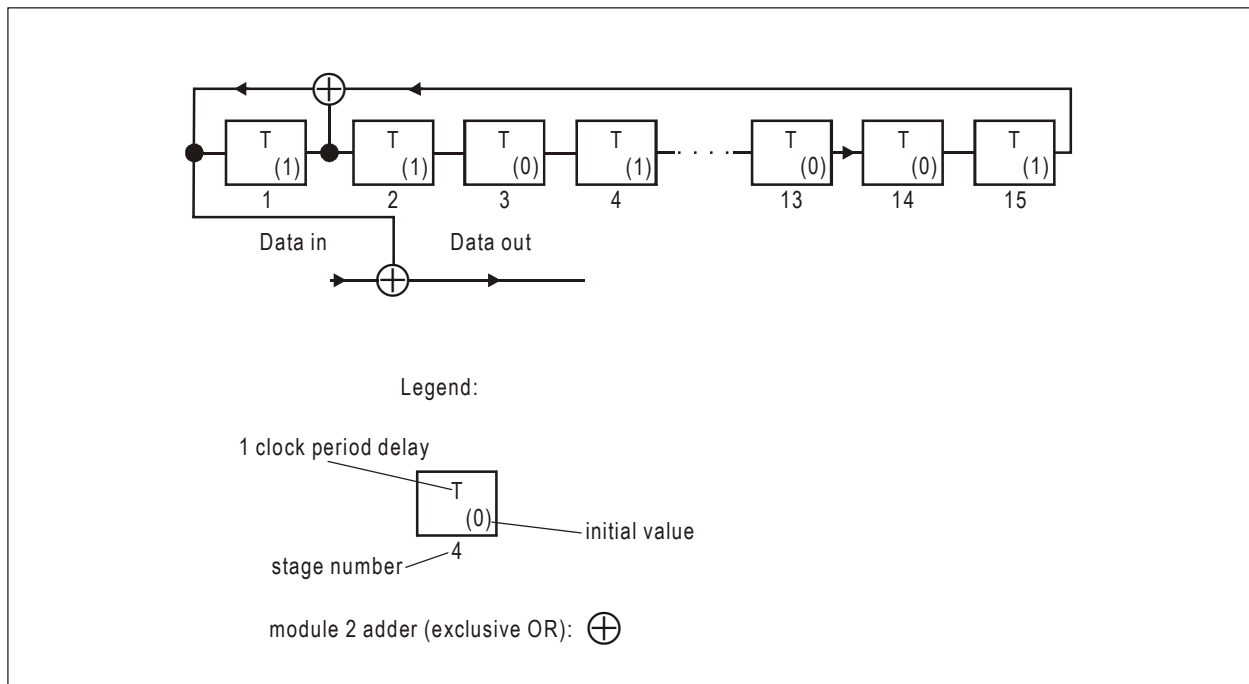 T T T T T T T
(1) (1) (0) (1) (0) (0) (1)
1 2 3 4 13 14 15
Data in Data out
Legend:
1 clock period delay
T
(0)
initial value
4
stage number
module 2 adder (exclusive OR):